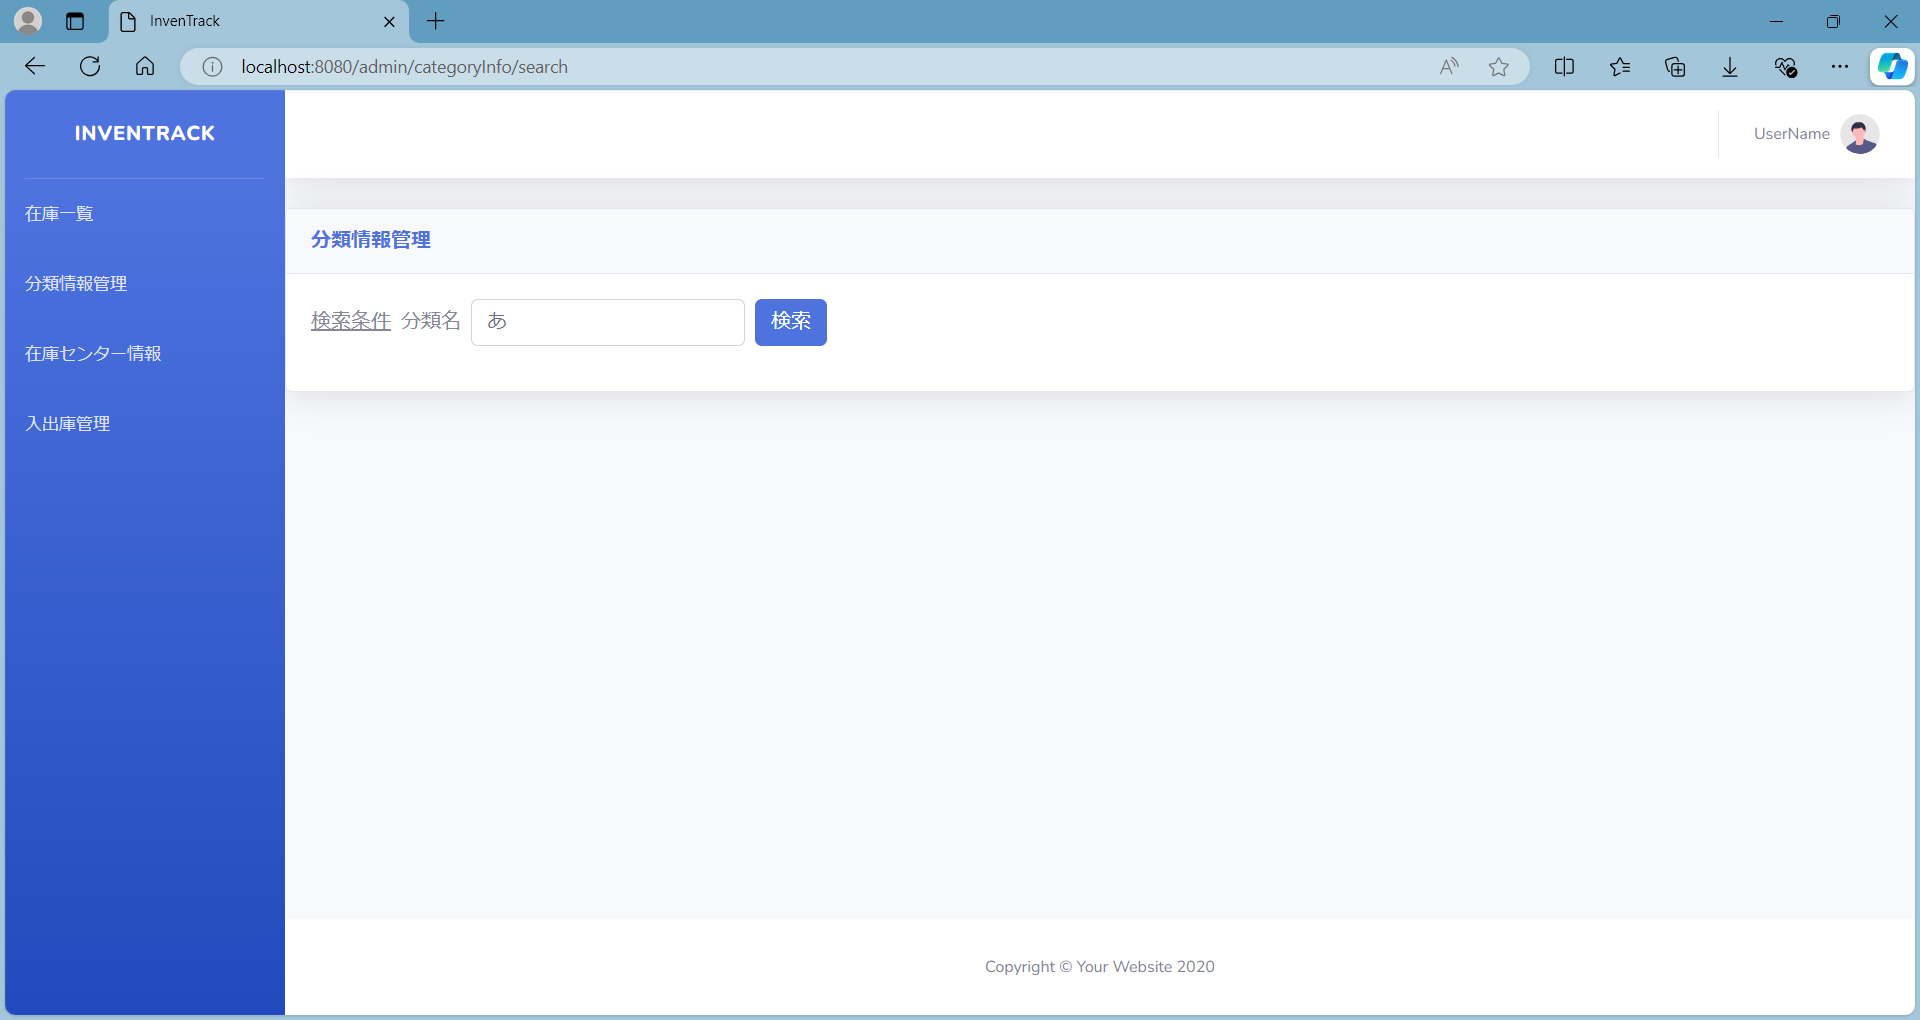 InvenTrack
localhost:8080/admin/categoryInfo/search
INVENTRACK
UserName
在庫一覧
分類情報管理
在庫センター情報
入出庫管理
分類情報管理
検索条件 分類名 あ 検索
Copyright © Your Website 2020